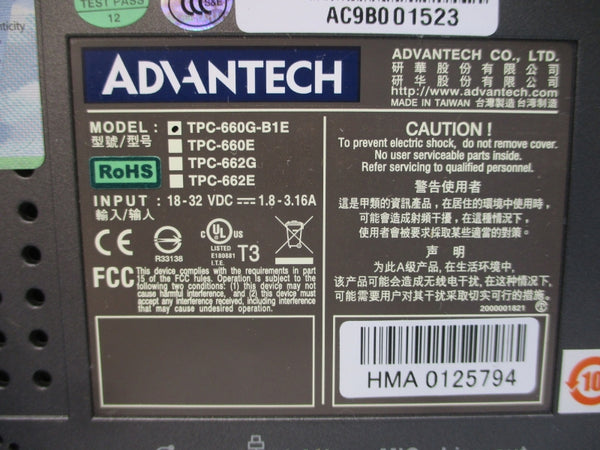 TEST PASS
12
S&E
AC9B001523
ADVANTECH
ADVANTECH CO., LTD.
研華股份有限公司
研华股份有限公司
http://www.advantech.com
MADE IN TAIWAN 台灣製造 台湾制造
MODEL: TPC-660G-B1E
型號/型号 TPC-660E
TPC-662G
TPC-662E
RoHS
INPUT: 18-32 VDC 1.8-3.16A
輸入/输入
CE
R33138
C UL US
LISTED
E180881
I.T.E.
T3
FCC This device complies with the requirements in part
15 of the FCC rules. Operation is subject to the
following two conditions: (1) this device may not
cause harmful interference, and (2) this device must
accept any interference received, including interference
that may cause undesired operation.
CAUTION !
To prevent electric shock, do not remove cover.
No user serviceable parts inside.
Refer servicing to qualified personnel.
警告使用者
這是甲類的資訊產品，在居住的環境中使用時，
可能會造成射頻干擾，在這種情況下，
使用者會被要求採取某些適當的對策。
声 明
为此A级产品，在生活环境中，
该产品可能会造成无线电干扰，在这种情况下，
可能需要用户对其干扰采取切实可行的措施。
2000001821
HMA 0125794
10